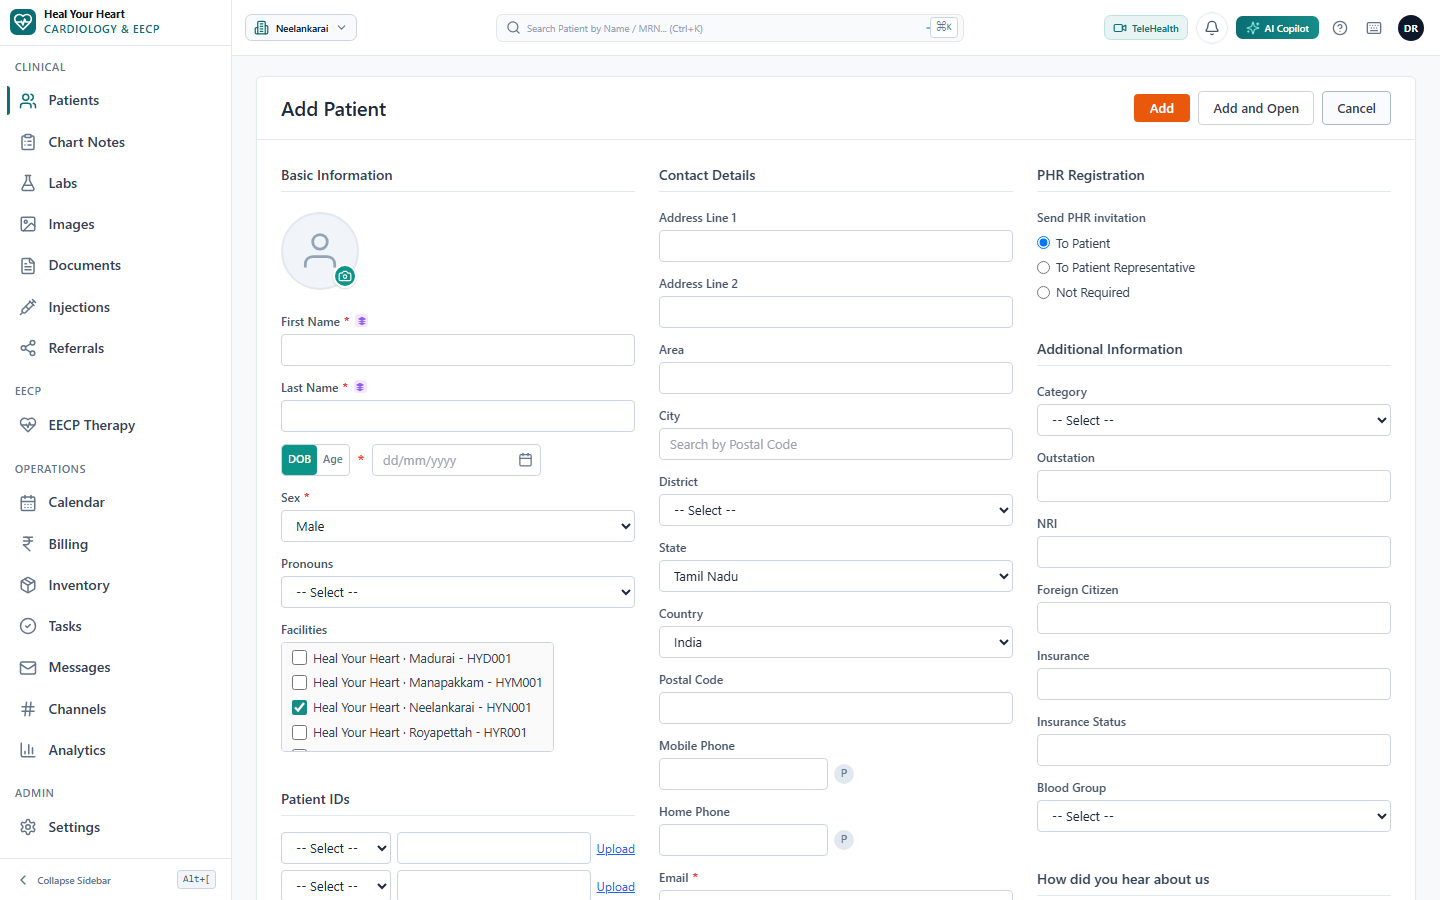 Heal Your Heart
CARDIOLOGY & EECP
CLINICAL
Patients
Chart Notes
Labs
Images
Documents
Injections
Referrals
EECP
EECP Therapy
OPERATIONS
Calendar
Billing
Inventory
Tasks
Messages
Channels
Analytics
ADMIN
Settings
Collapse Sidebar
Alt+[
Neelankarai
Search Patient by Name / MRN... (Ctrl+K)
⌘K
TeleHealth
AI Copilot
DR
Add Patient
Add
Add and Open
Cancel
Basic Information
First Name *
Last Name *
DOB Age * dd/mm/yyyy
Sex *
Male
Pronouns
-- Select --
Facilities
Heal Your Heart · Madurai - HYD001
Heal Your Heart · Manapakkam - HYM001
Heal Your Heart · Neelankarai - HYN001
Heal Your Heart · Royapettah - HYR001
Patient IDs
-- Select -- Upload
-- Select -- Upload
Contact Details
Address Line 1
Address Line 2
Area
City
Search by Postal Code
District
-- Select --
State
Tamil Nadu
Country
India
Postal Code
Mobile Phone
P
Home Phone
P
Email *
PHR Registration
Send PHR invitation
To Patient
To Patient Representative
Not Required
Additional Information
Category
-- Select --
Outstation
NRI
Foreign Citizen
Insurance
Insurance Status
Blood Group
-- Select --
How did you hear about us